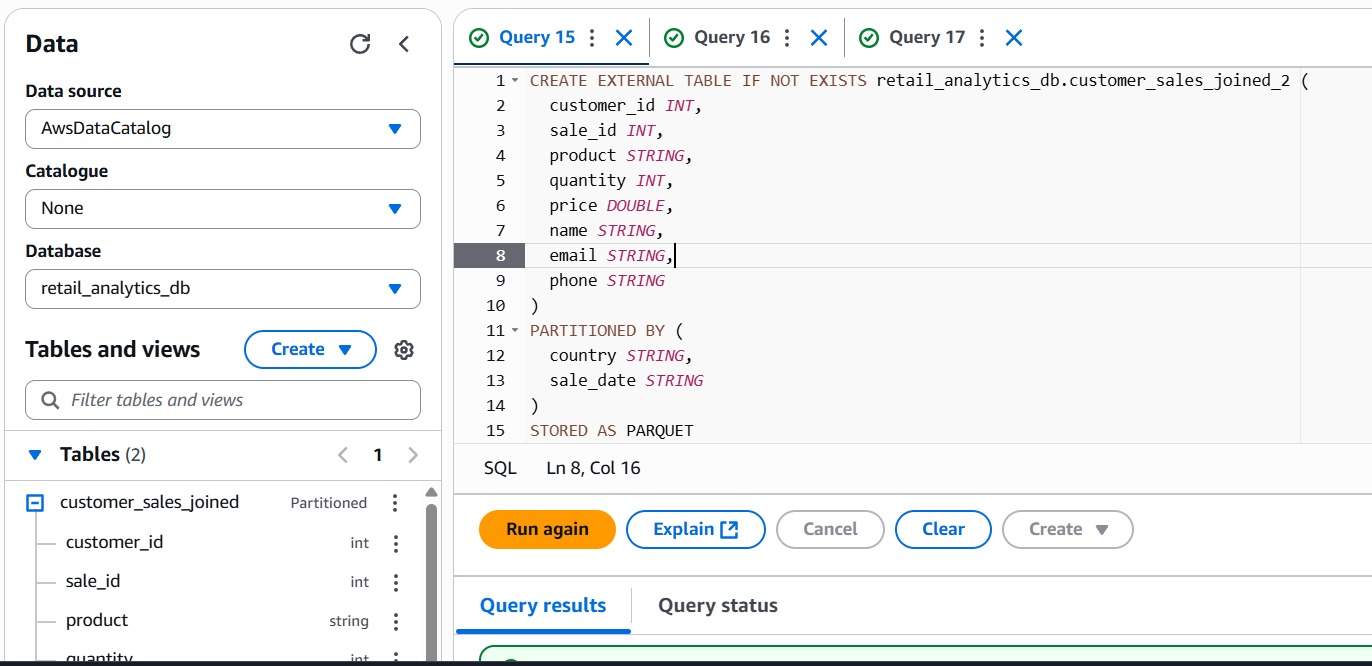 Data
Data source
AwsDataCatalog
Catalogue
None
Database
retail_analytics_db
Tables and views
Create
Filter tables and views
Tables (2)
1
customer_sales_joined Partitioned
customer_id int
sale_id int
product string
quantity int
Query 15 Query 16 Query 17
1 CREATE EXTERNAL TABLE IF NOT EXISTS retail_analytics_db.customer_sales_joined_2 (
2 customer_id INT,
3 sale_id INT,
4 product STRING,
5 quantity INT,
6 price DOUBLE,
7 name STRING,
8 email STRING,
9 phone STRING
10 )
11 PARTITIONED BY (
12 country STRING,
13 sale_date STRING
14 )
15 STORED AS PARQUET
SQL Ln 8, Col 16
Run again Explain Cancel Clear Create
Query results Query status